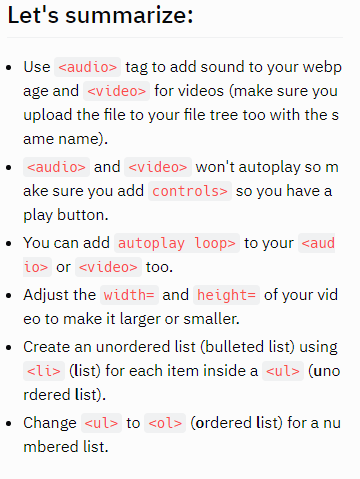 Let's summarize:
Use <audio> tag to add sound to your webp
age and <video> for videos (make sure you
upload the file to your file tree too with the s
ame name).
<audio> and <video> won't autoplay so m
ake sure you add controls> so you have a
play button.
You can add autoplay loop> to your <aud
io> or <video> too.
Adjust the width= and height= of your vid
eo to make it larger or smaller.
Create an unordered list (bulleted list) using
<li> (list) for each item inside a <ul> (uno
rdered list).
Change <ul> to <ol> (ordered list) for a nu
mbered list.